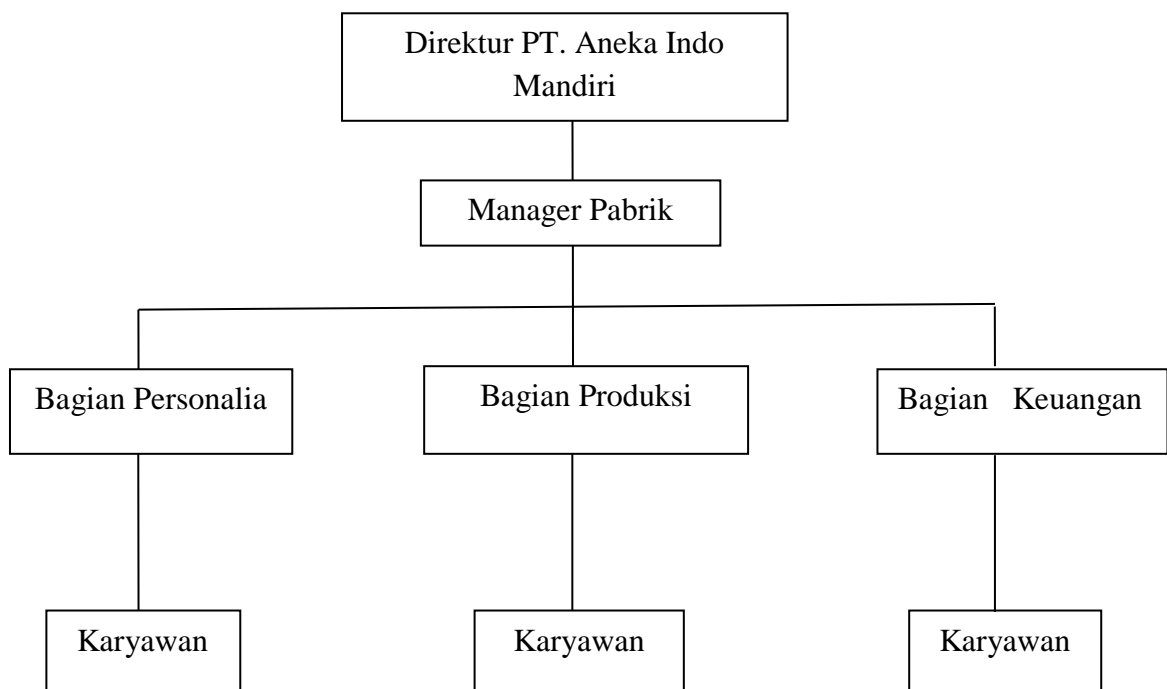 Direktur PT. Aneka Indo
Mandiri
Manager Pabrik
Bagian Personalia
Bagian Produksi
Bagian Keuangan
Karyawan
Karyawan
Karyawan